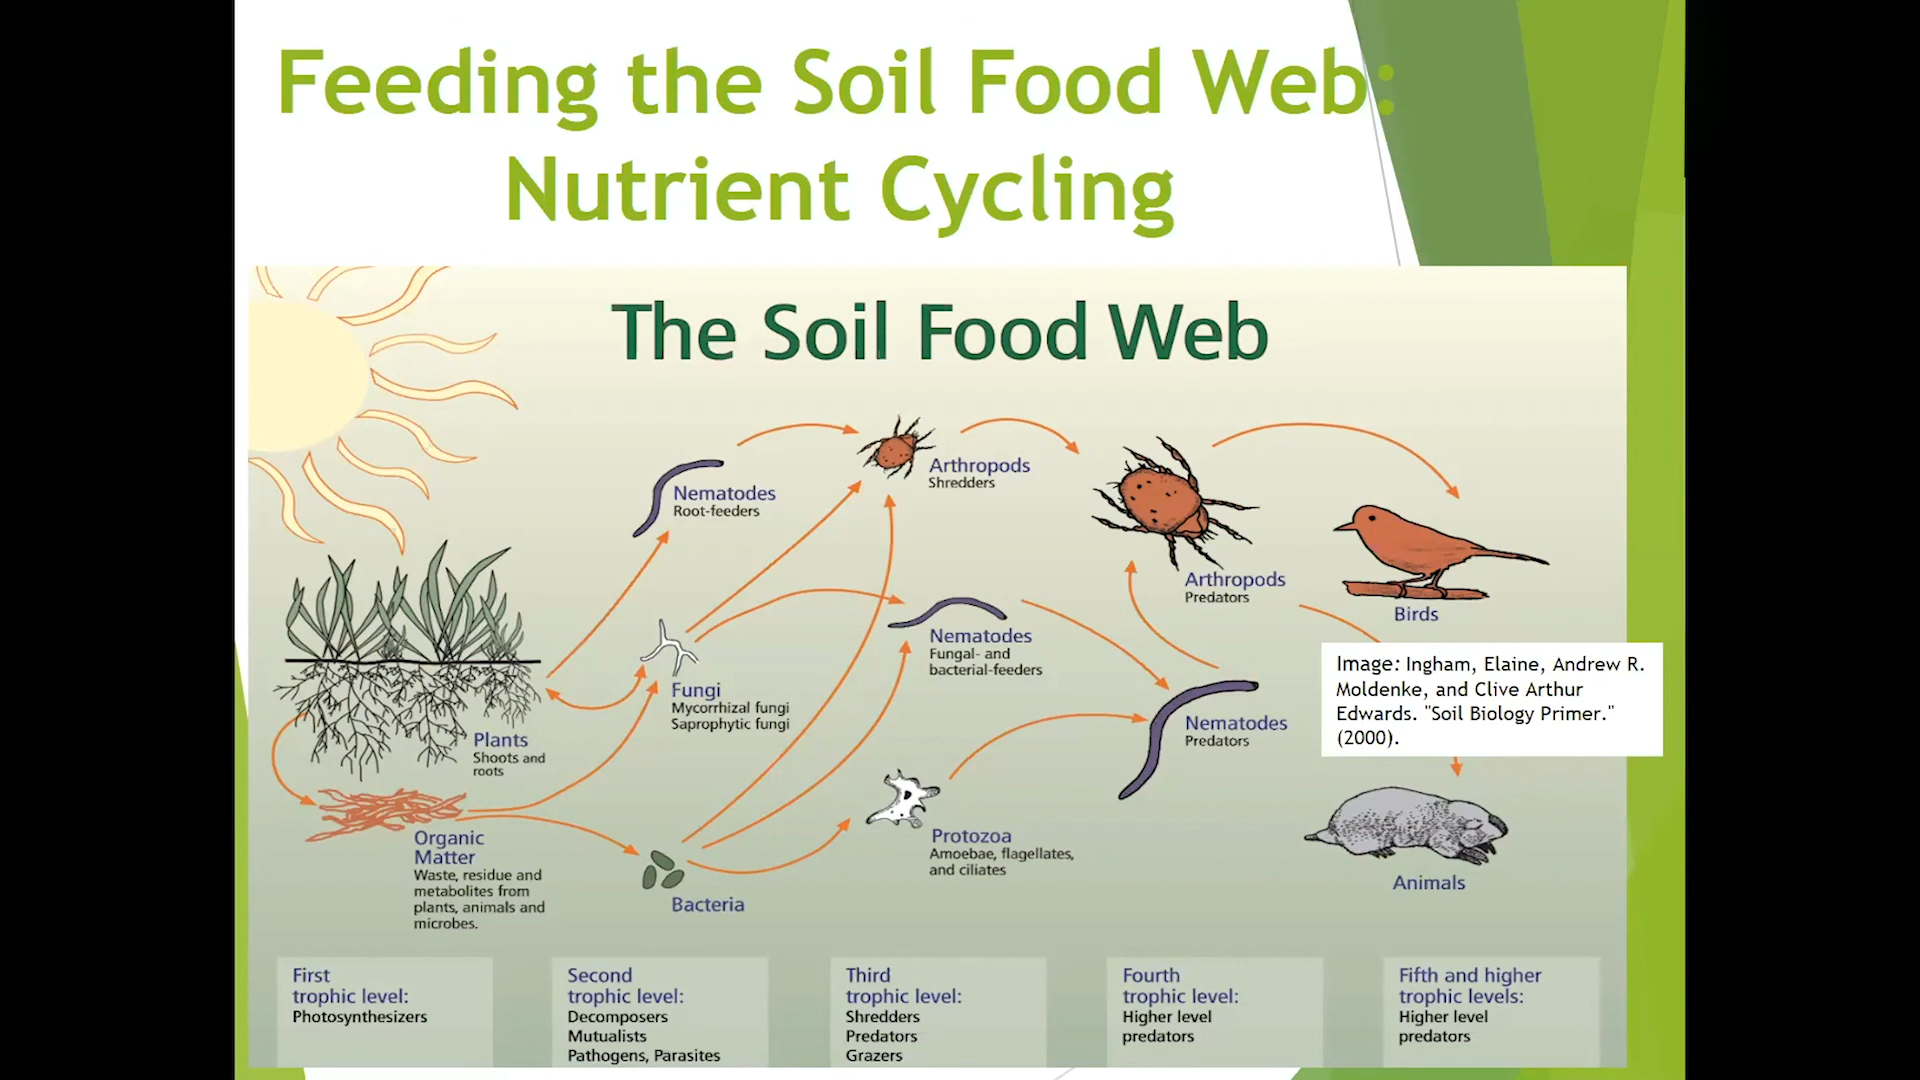 Feeding the Soil Food Web:
Nutrient Cycling
The Soil Food Web
Nematodes
Root-feeders
Arthropods
Shredders
Arthropods
Predators
Birds
Fungi
Mycorrhizal fungi
Saprophytic fungi
Nematodes
Fungal- and
bacterial-feeders
Nematodes
Predators
Image: Ingham, Elaine, Andrew R.
Moldenke, and Clive Arthur
Edwards. "Soil Biology Primer."
(2000).
Plants
Shoots and
roots
Organic
Matter
Waste, residue and
metabolites from
plants, animals and
microbes.
Bacteria
Protozoa
Amoebae, flagellates,
and ciliates
Animals
First
trophic level:
Photosynthesizers
Second
trophic level:
Decomposers
Mutualists
Pathogens, Parasites
Third
trophic level:
Shredders
Predators
Grazers
Fourth
trophic level:
Higher level
predators
Fifth and higher
trophic levels:
Higher level
predators